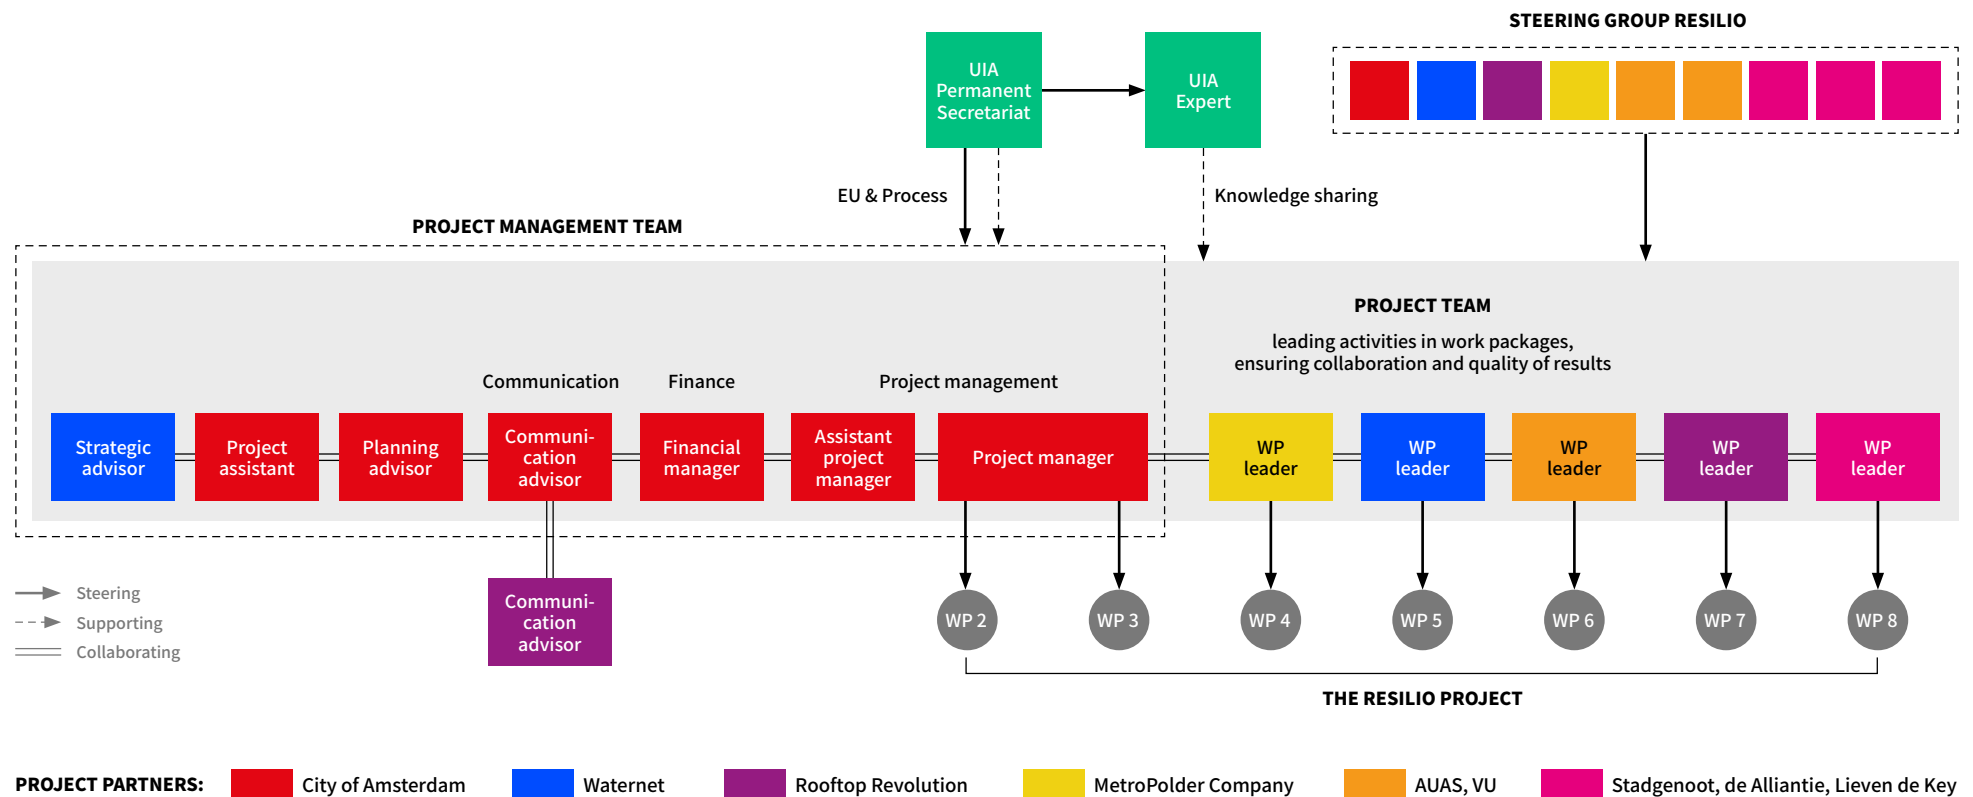 STEERING GROUP RESILIO
UIA
Permanent
Secretariat
UIA
Expert
EU & Process
Knowledge sharing
PROJECT MANAGEMENT TEAM
PROJECT TEAM
leading activities in work packages,
ensuring collaboration and quality of results
Communication
Finance
Project management
Strategic
advisor
Project
assistant
Planning
advisor
Communi-
cation
advisor
Financial
manager
Assistant
project
manager
Project manager
WP
leader
WP
leader
WP
leader
WP
leader
WP
leader
Communi-
cation
advisor
Steering
Supporting
Collaborating
WP 2
WP 3
WP 4
WP 5
WP 6
WP 7
WP 8
THE RESILIO PROJECT
PROJECT PARTNERS:
City of Amsterdam
Waternet
Rooftop Revolution
MetroPolder Company
AUAS, VU
Stadgenoot, de Alliantie, Lieven de Key